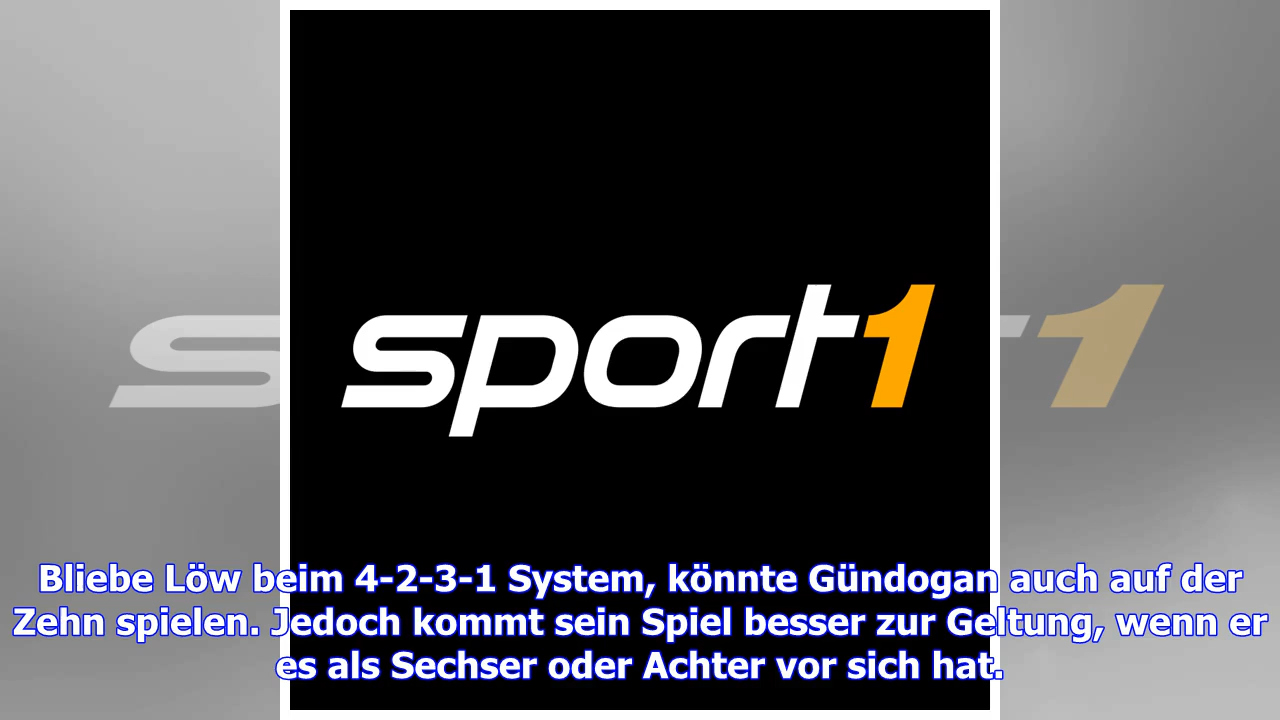 sport1
Bliebe Löw beim 4-2-3-1 System, könnte Gündogan auch auf der
Zehn spielen. Jedoch kommt sein Spiel besser zur Geltung, wenn er
es als Sechser oder Achter vor sich hat.